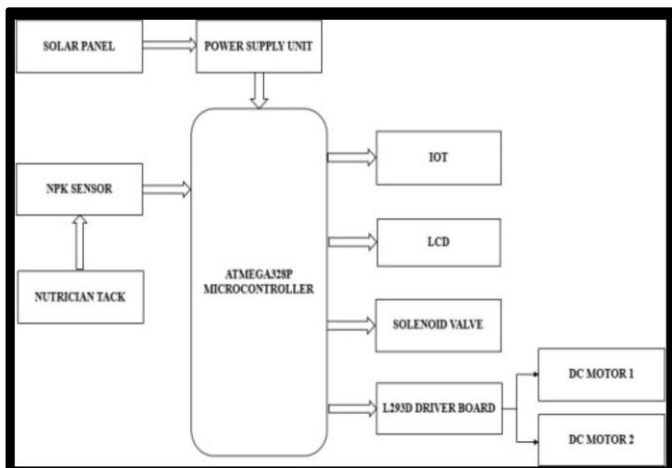 SOLAR PANEL
POWER SUPPLY UNIT
NPK SENSOR
NUTRICIAN TACK
ATMEGA328P
MICROCONTROLLER
IOT
LCD
SOLENOID VALVE
L293D DRIVER BOARD
DC MOTOR 1
DC MOTOR 2